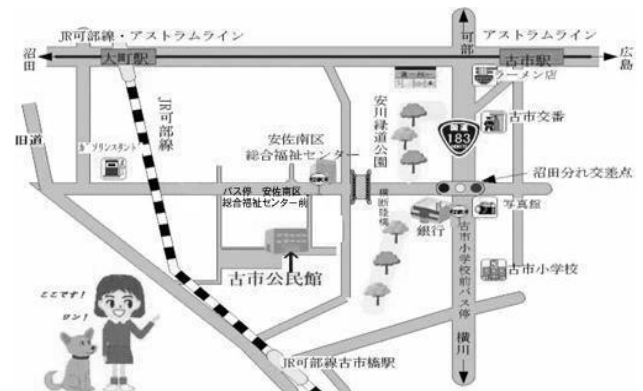 JR可部線・アストラムライン
可部
アストラムライン
沼田
大町駅
古市駅
広島
ラーメン店
JR可部線
安川緑道公園
国道
183
古市交番
旧道
ガソリンスタンド
安佐南区
総合福祉センター
沼田分れ交差点
バス停 安佐南区
総合福祉センター前
横断陸橋
銀行
写真館
古市小学校前バス停
古市公民館
古市小学校
ここです!
ワン!
横川
JR可部線古市橋駅